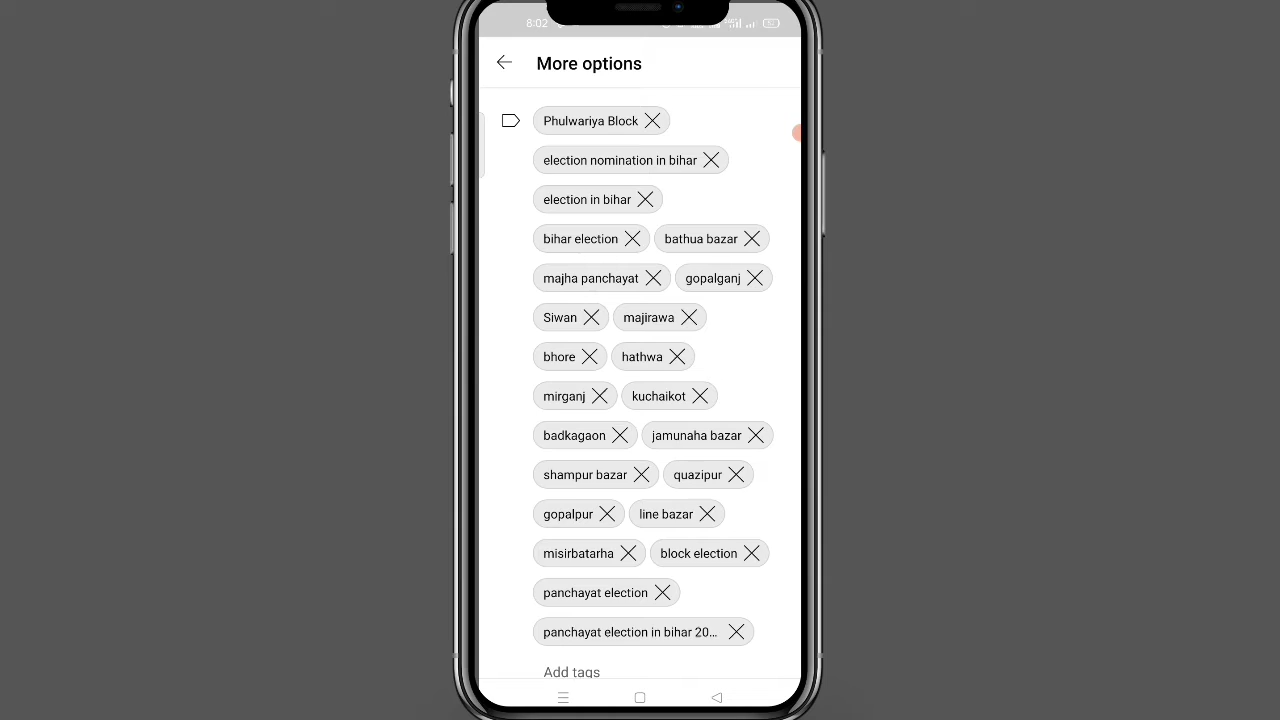 8:02
More options
Phulwariya Block
election nomination in bihar
election in bihar
bihar election bathua bazar
majha panchayat gopalganj
Siwan majirawa
bhore hathwa
mirganj kuchaikot
badkagaon jamunaha bazar
shampur bazar quazipur
gopalpur line bazar
misirbatarha block election
panchayat election
panchayat election in bihar 20...
Add tags